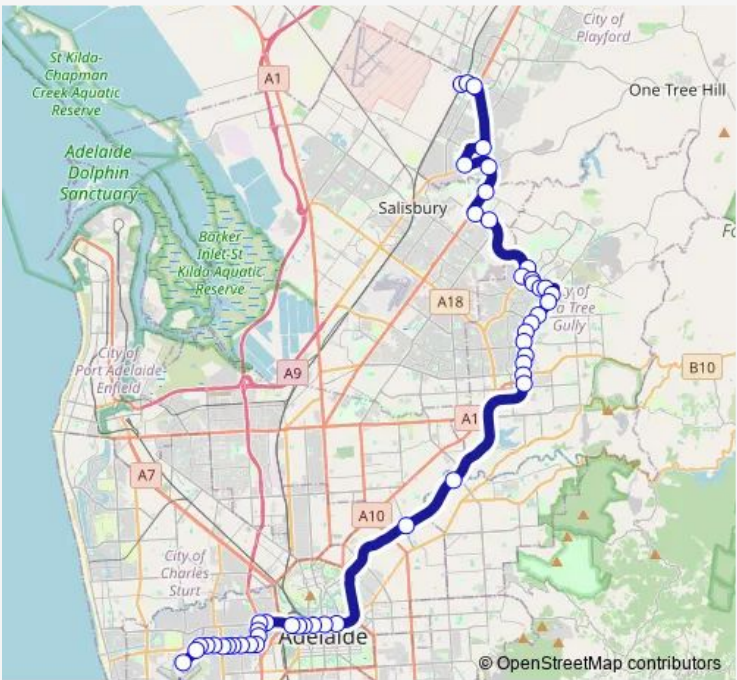 City of
Playford
St Kilda-
Chapman
Creek Aquatic
Reserve
A1
One Tree Hill
Adelaide
Dolphin
Sanctuary
Salisbury
Barker
Inlet-St
Kilda Aquatic
Reserve
A18
Gully
City of
Port Adelaide
Enfield
A9
B10
A1
A7
A10
City of
Charles
Sturt
Adelaide
© OpenStreetMap contributors